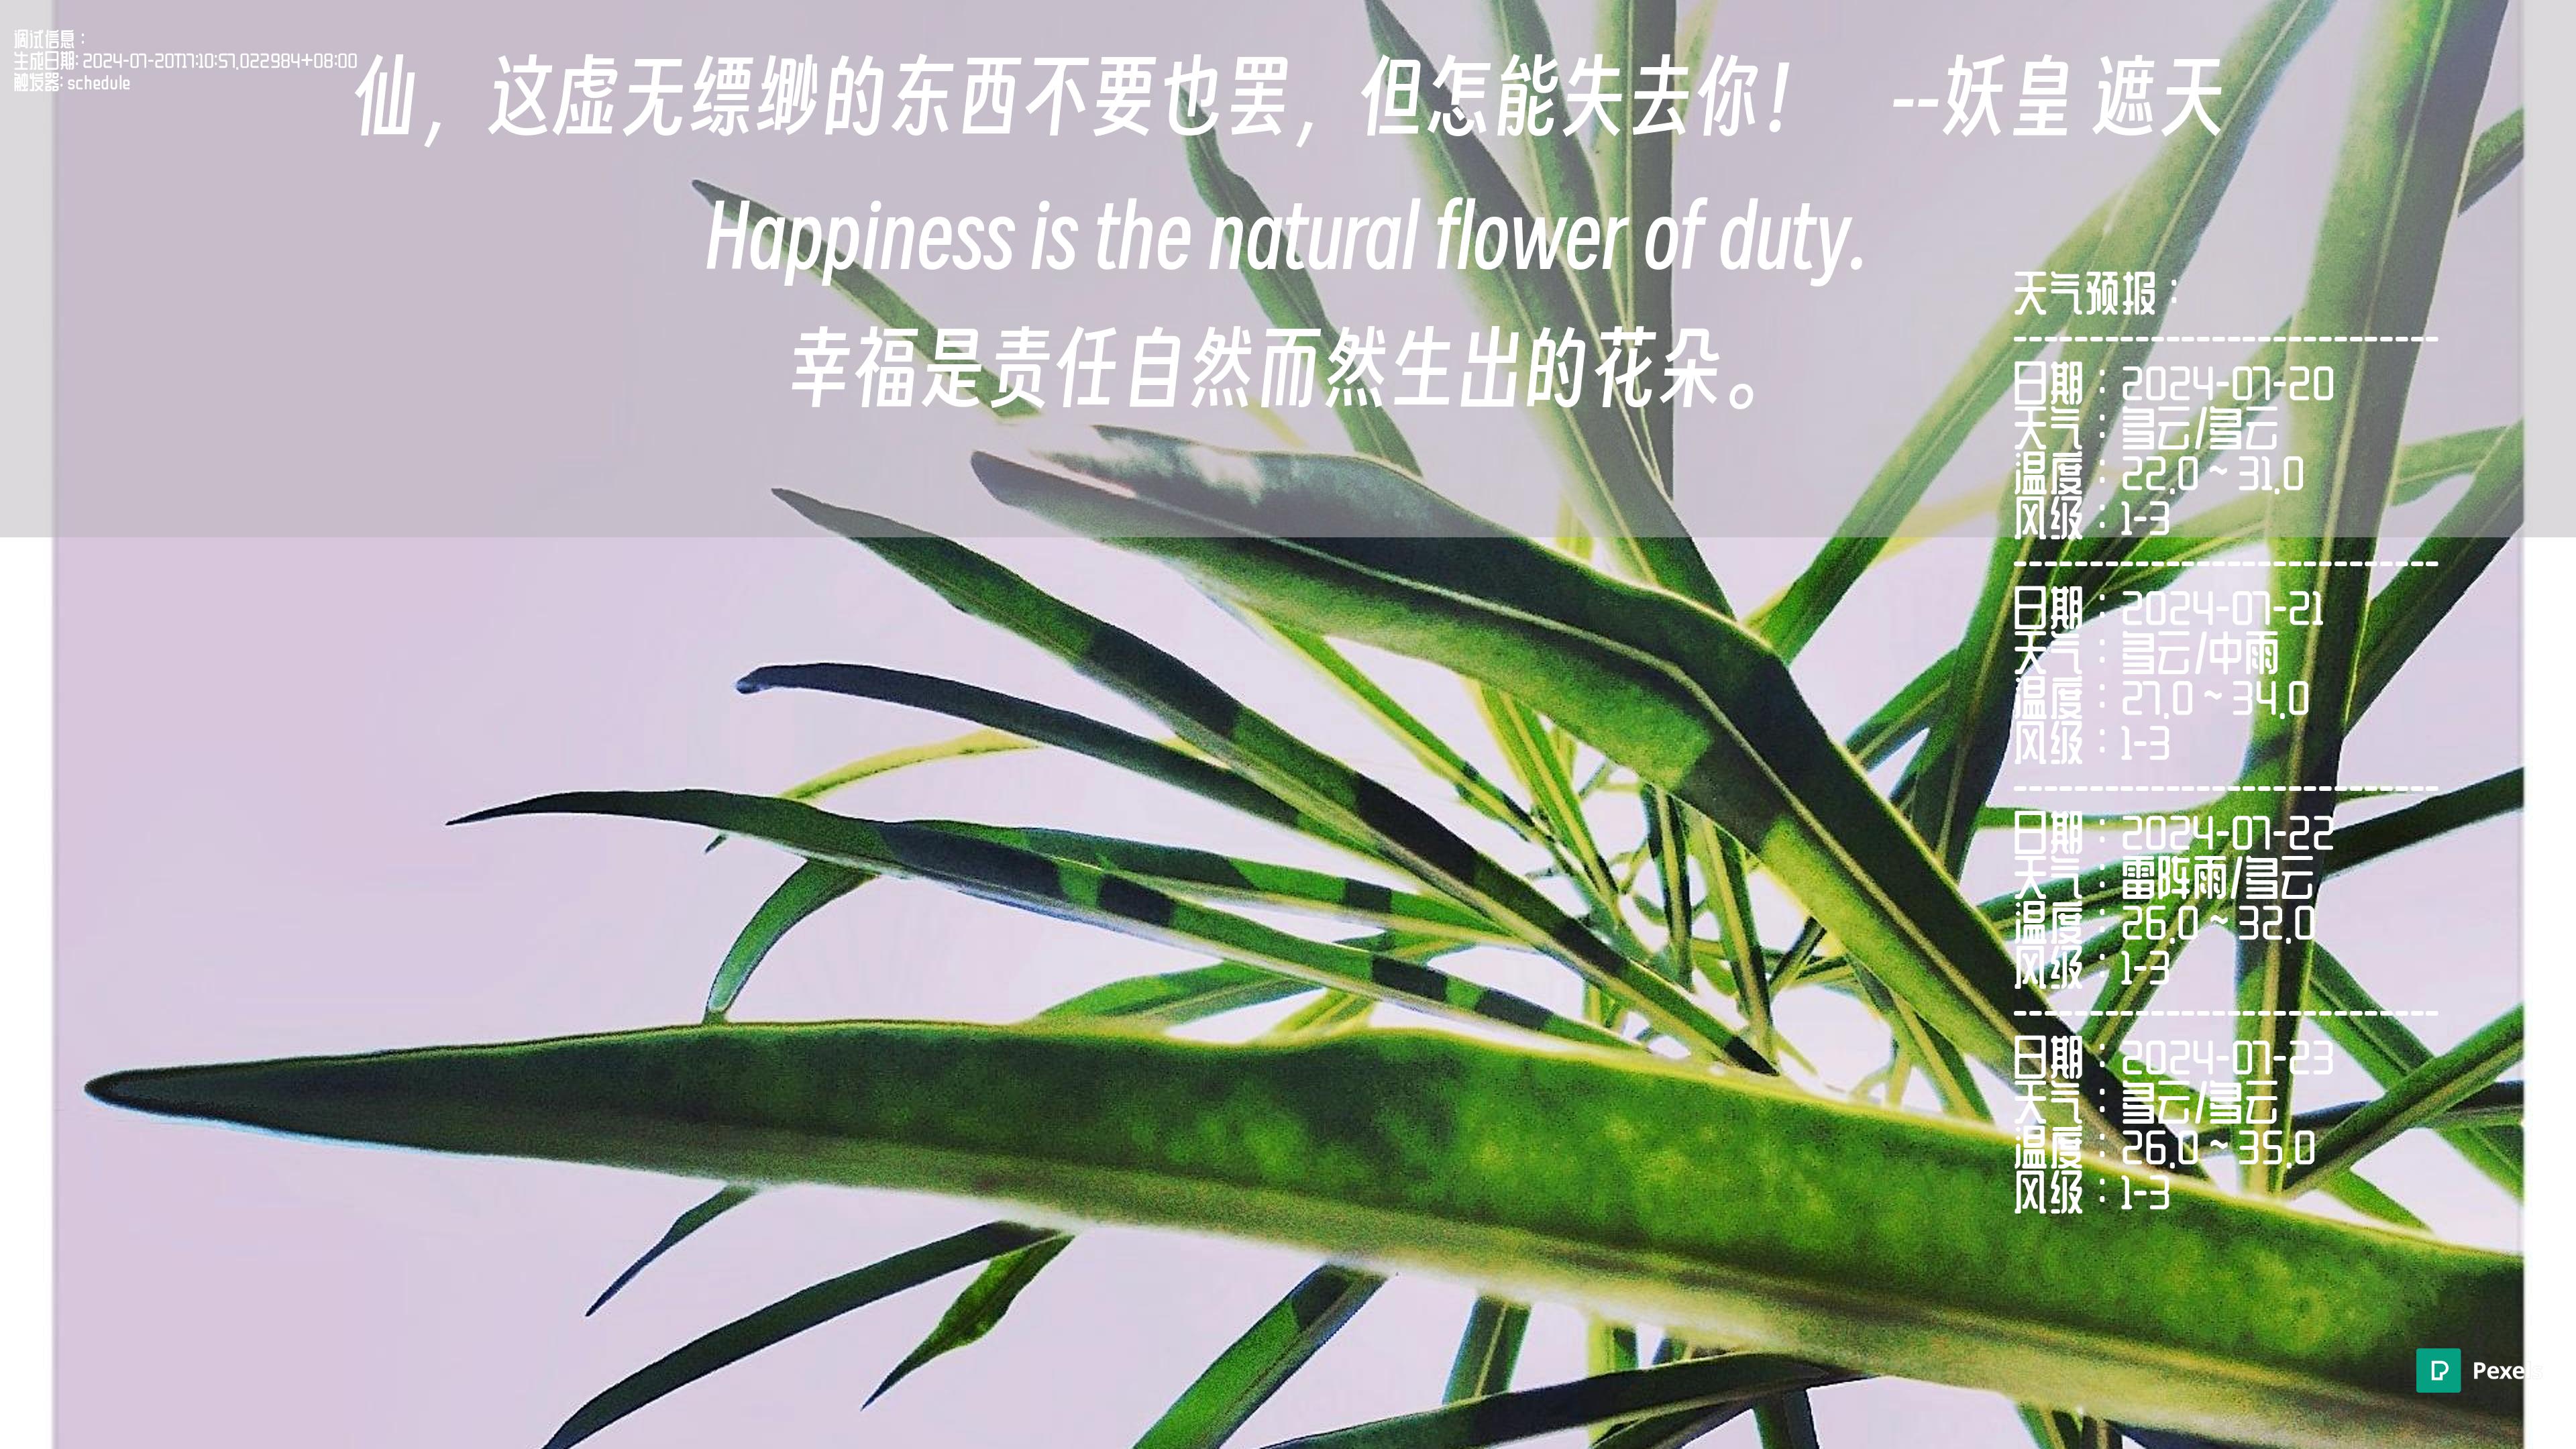 调试信息：
生成日期: 2024-07-20T17:10:57.022984+08:00
触发器: schedule
仙，这虚无缥缈的东西不要也罢，但怎能失去你！ --妖皇 遮天
Happiness is the natural flower of duty.
幸福是责任自然而然生出的花朵。
天气预报：
------------------------------
日期：2024-07-20
天气：多云/多云
温度：22.0 ~ 31.0
风级：1-3
------------------------------
日期：2024-07-21
天气：多云/中雨
温度：27.0 ~ 34.0
风级：1-3
------------------------------
日期：2024-07-22
天气：雷阵雨/多云
温度：26.0 ~ 32.0
风级：1-3
------------------------------
日期：2024-07-23
天气：多云/多云
温度：26.0 ~ 35.0
风级：1-3
Pexels